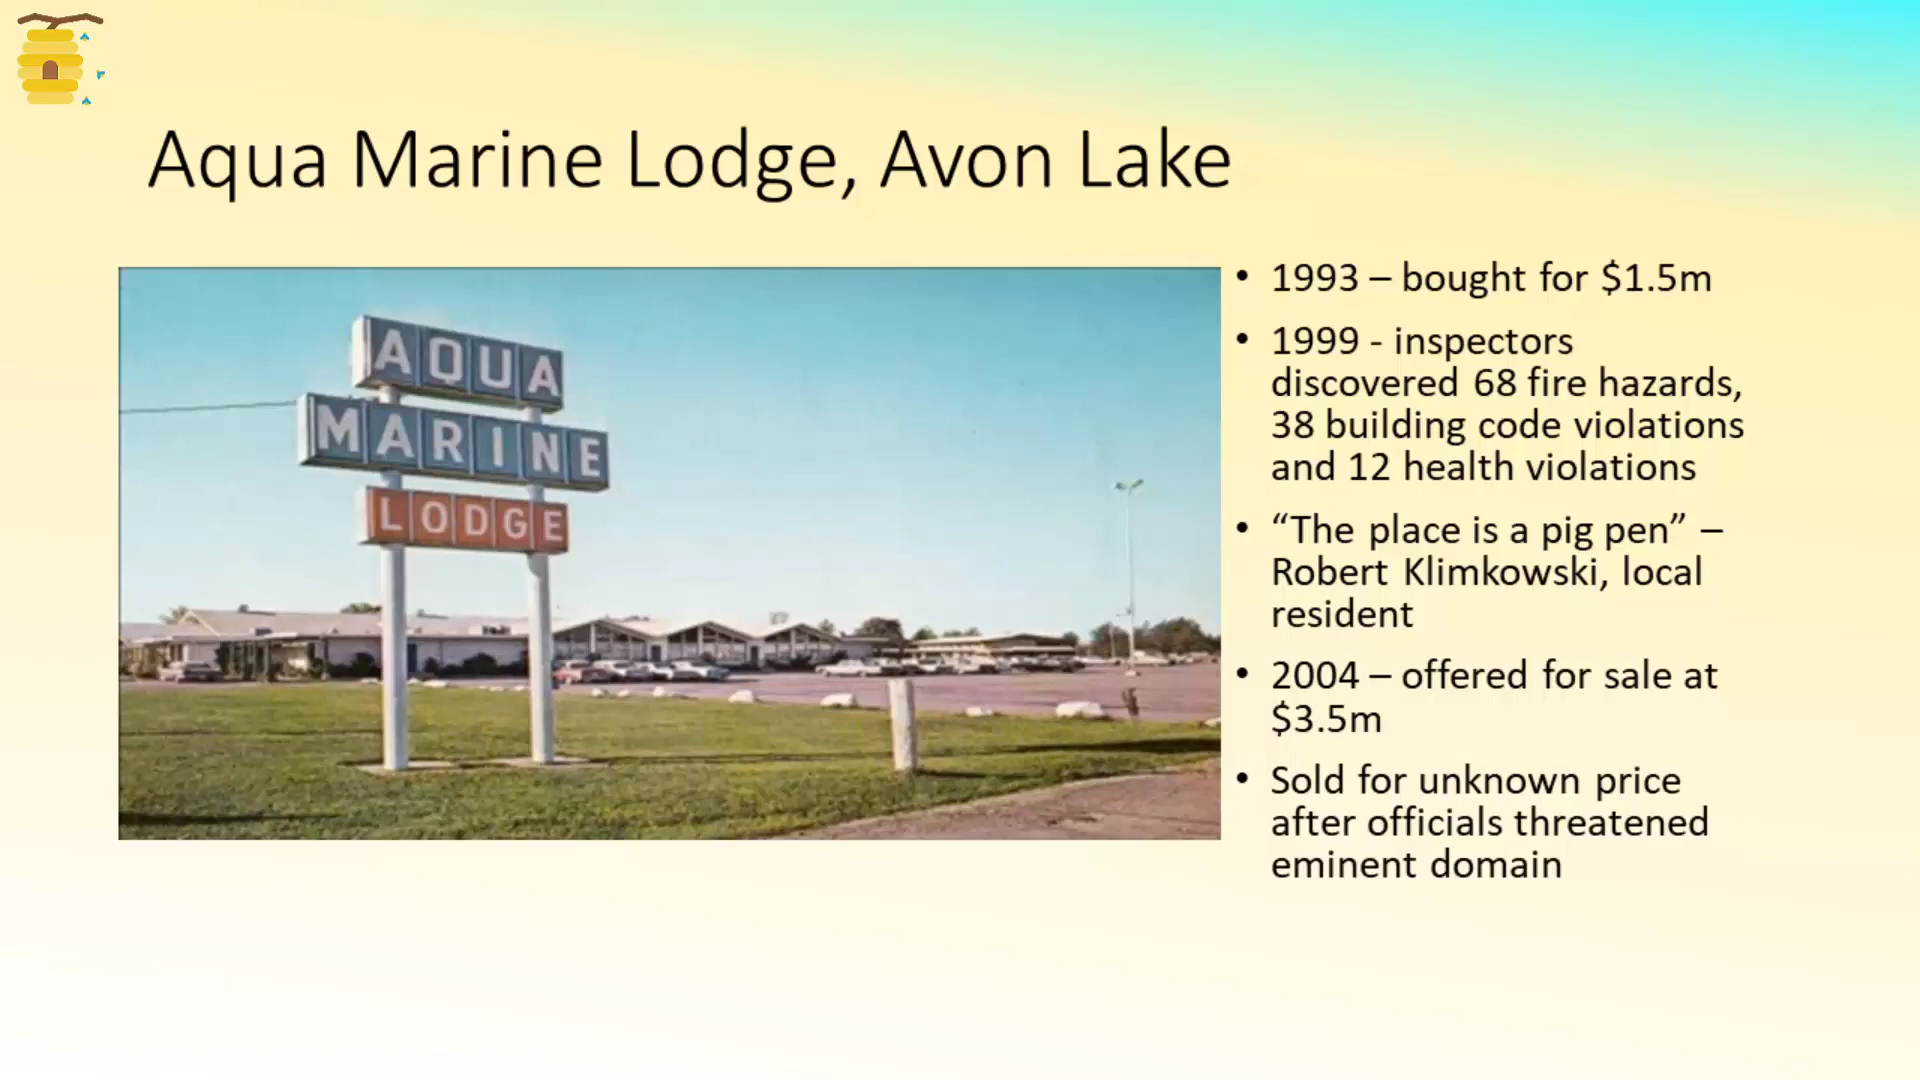 Aqua Marine Lodge, Avon Lake
AQUA
MARINE
LODGE
• 1993 – bought for $1.5m
• 1999 - inspectors
discovered 68 fire hazards,
38 building code violations
and 12 health violations
• “The place is a pig pen” –
Robert Klimkowski, local
resident
• 2004 – offered for sale at
$3.5m
• Sold for unknown price
after officials threatened
eminent domain